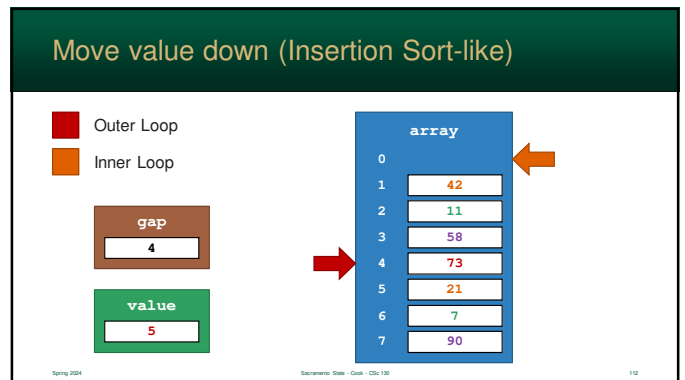 Move value down (Insertion Sort-like)
Outer Loop
Inner Loop
gap
4
value
5
array
0
1 42
2 11
3 58
4 73
5 21
6 7
7 90
Spring 2024
Sacramento State - Cook - CSc 130
112